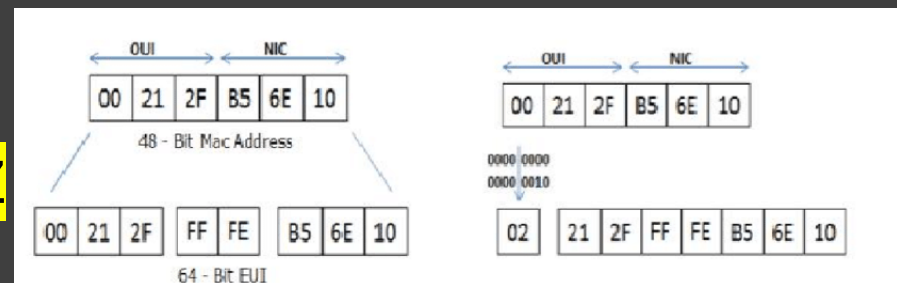 OUI NIC
00 21 2F B5 6E 10
48 - Bit Mac Address
00 21 2F FF FE B5 6E 10
64 - Bit EUI
OUI NIC
00 21 2F B5 6E 10
0000 0000
0000 0010
02 21 2F FF FE B5 6E 10